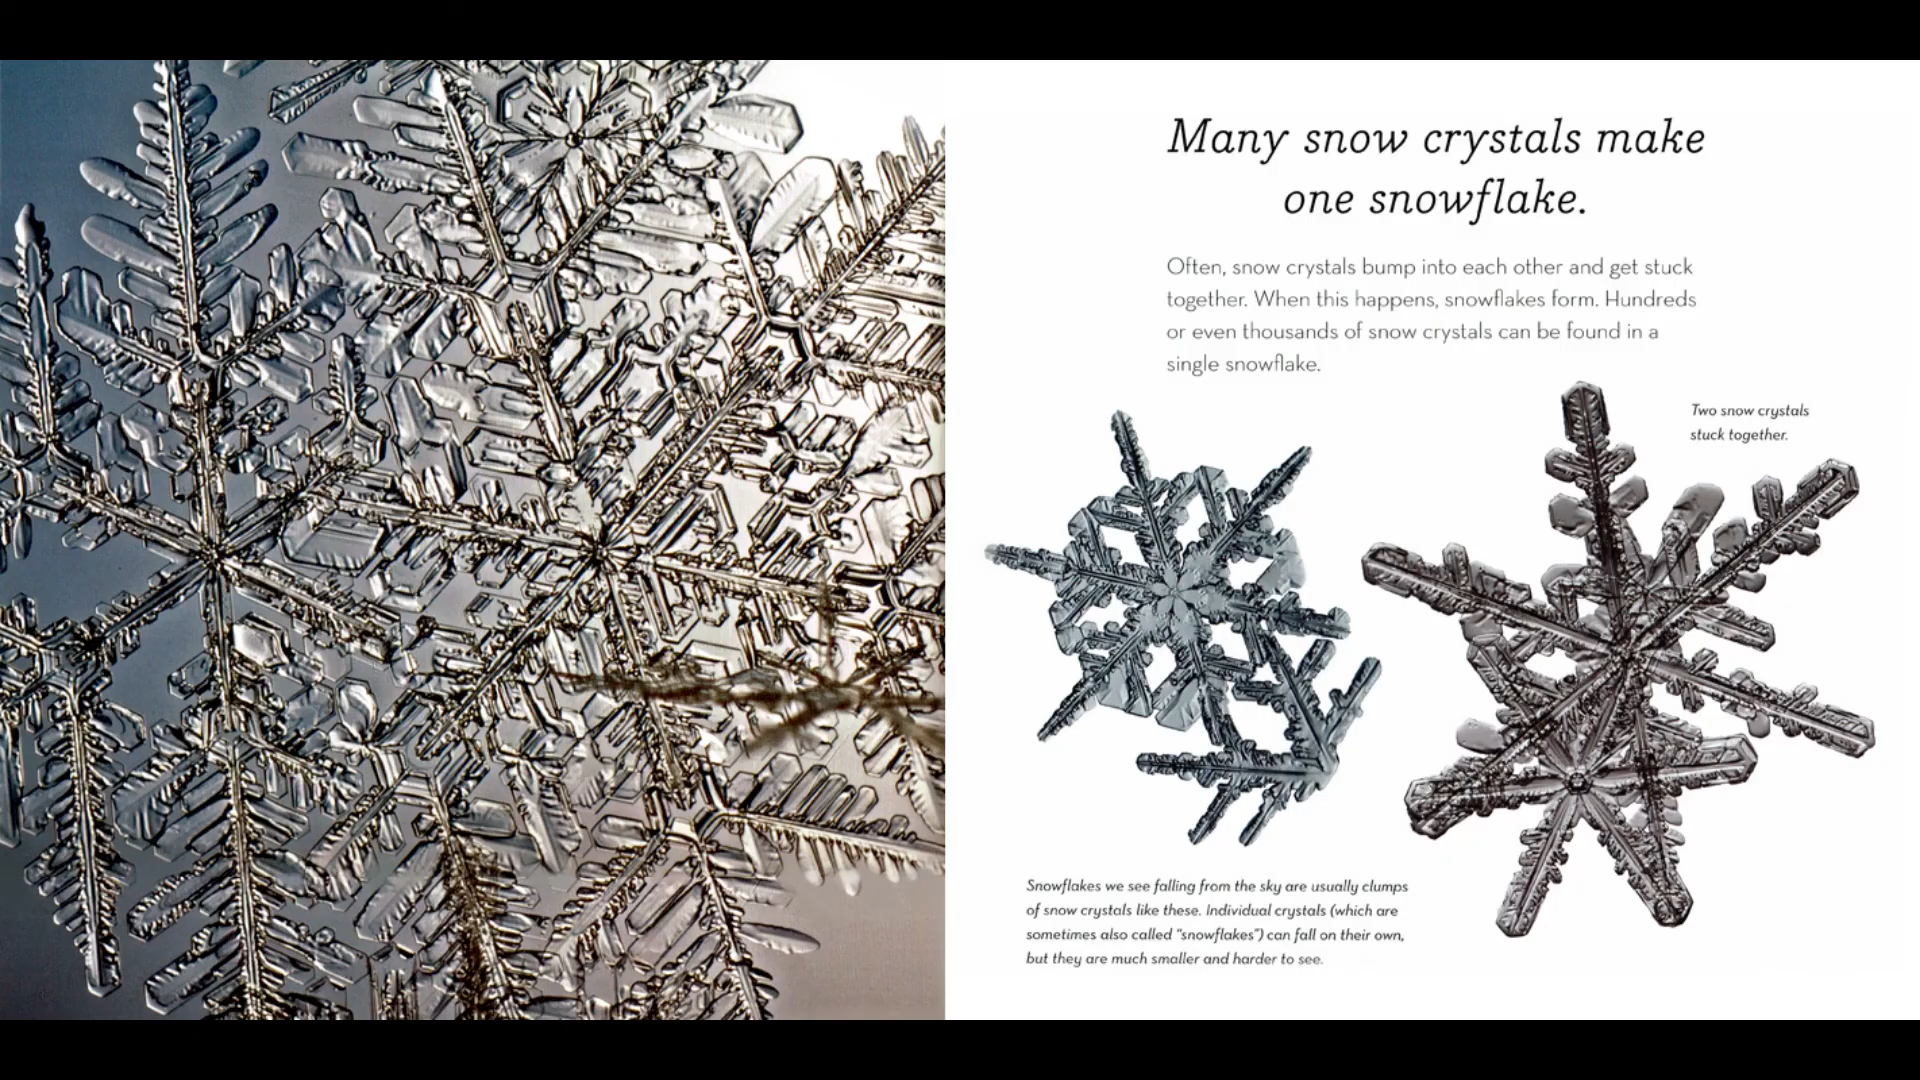 Many snow crystals make
one snowflake.
Often, snow crystals bump into each other and get stuck
together. When this happens, snowflakes form. Hundreds
or even thousands of snow crystals can be found in a
single snowflake.
Two snow crystals
stuck together.
Snowflakes we see falling from the sky are usually clumps
of snow crystals like these. Individual crystals (which are
sometimes also called "snowflakes") can fall on their own,
but they are much smaller and harder to see.